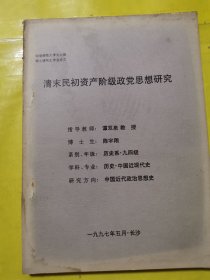 清末民初资产阶级政党思想研究
指导教师：
教 授
博 士 生：
系别、年级：历史系·九四级
学科、专业：历史·中国近现代史
研究方向：中国近代政治思想史
一九九七年五月·长沙